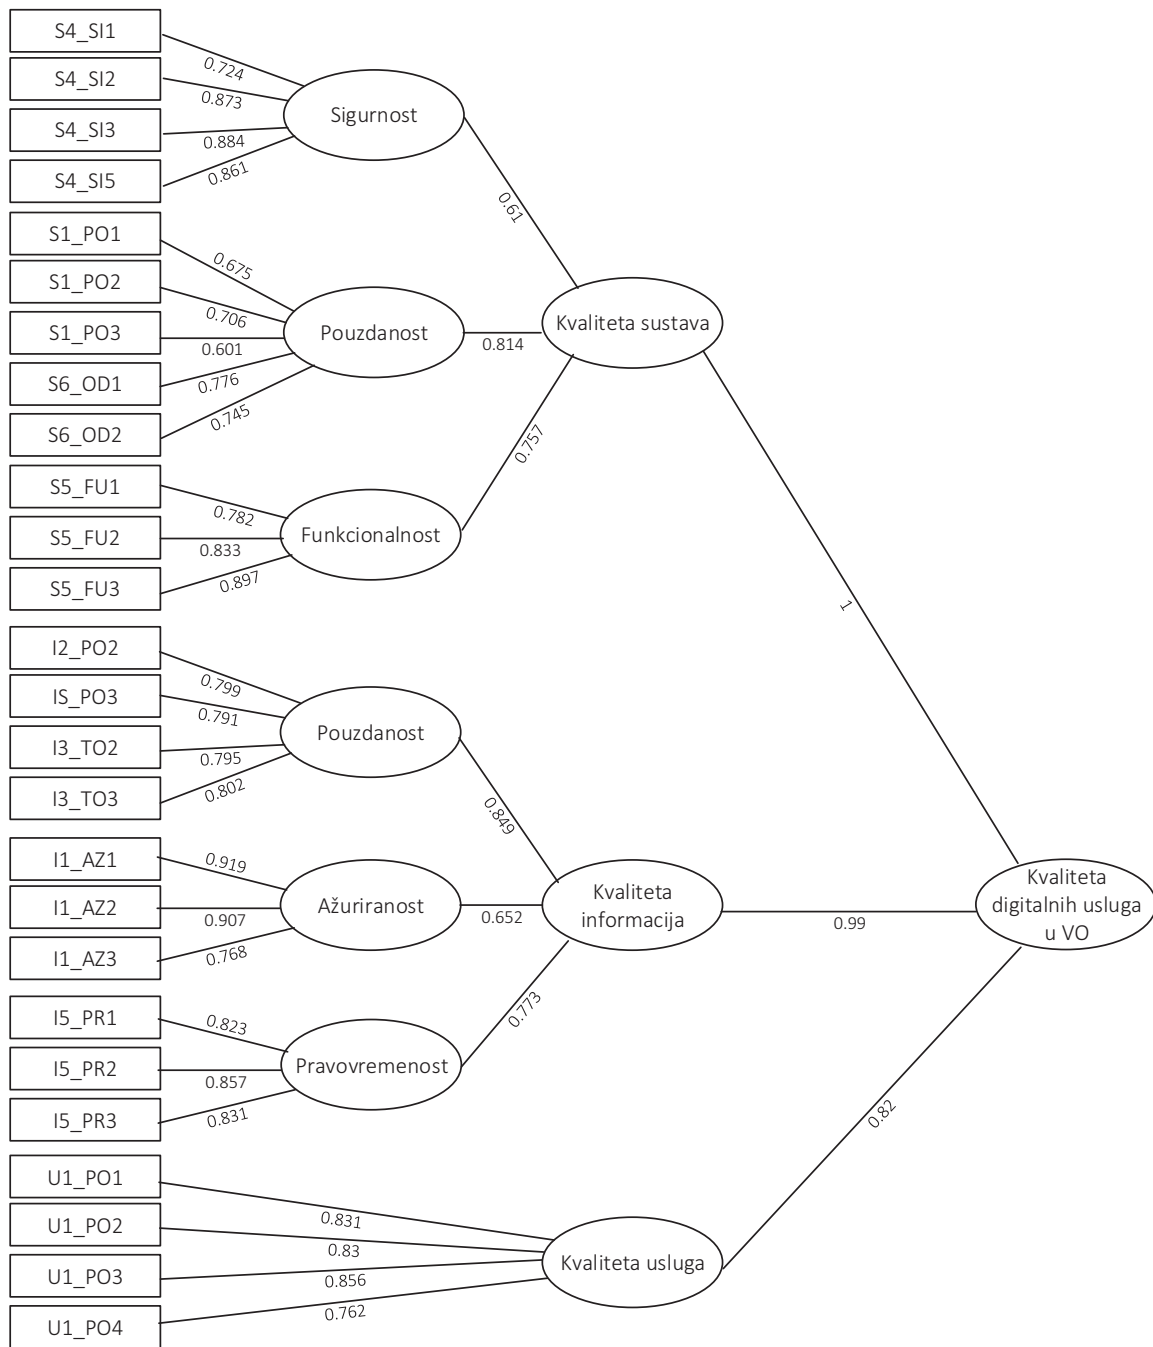 S4_SI1
S4_SI2
S4_SI3
S4_SI5
0.724
0.873
0.884
0.861
Sigurnost
S1_PO1
S1_PO2
S1_PO3
S6_OD1
S6_OD2
0.675
0.706
0.601
0.776
0.745
Pouzdanost
S5_FU1
S5_FU2
S5_FU3
0.782
0.833
0.897
Funkcionalnost
0.61
0.814
0.757
Kvaliteta sustava
I2_PO2
IS_PO3
I3_TO2
I3_TO3
0.799
0.791
0.795
0.802
Pouzdanost
I1_AZ1
I1_AZ2
I1_AZ3
0.919
0.907
0.768
Ažuriranost
I5_PR1
I5_PR2
I5_PR3
0.823
0.857
0.831
Pravovremenost
0.849
0.652
0.773
Kvaliteta
informacija
U1_PO1
U1_PO2
U1_PO3
U1_PO4
0.831
0.83
0.856
0.762
Kvaliteta usluga
1
0.99
0.82
Kvaliteta
digitalnih usluga
u VO